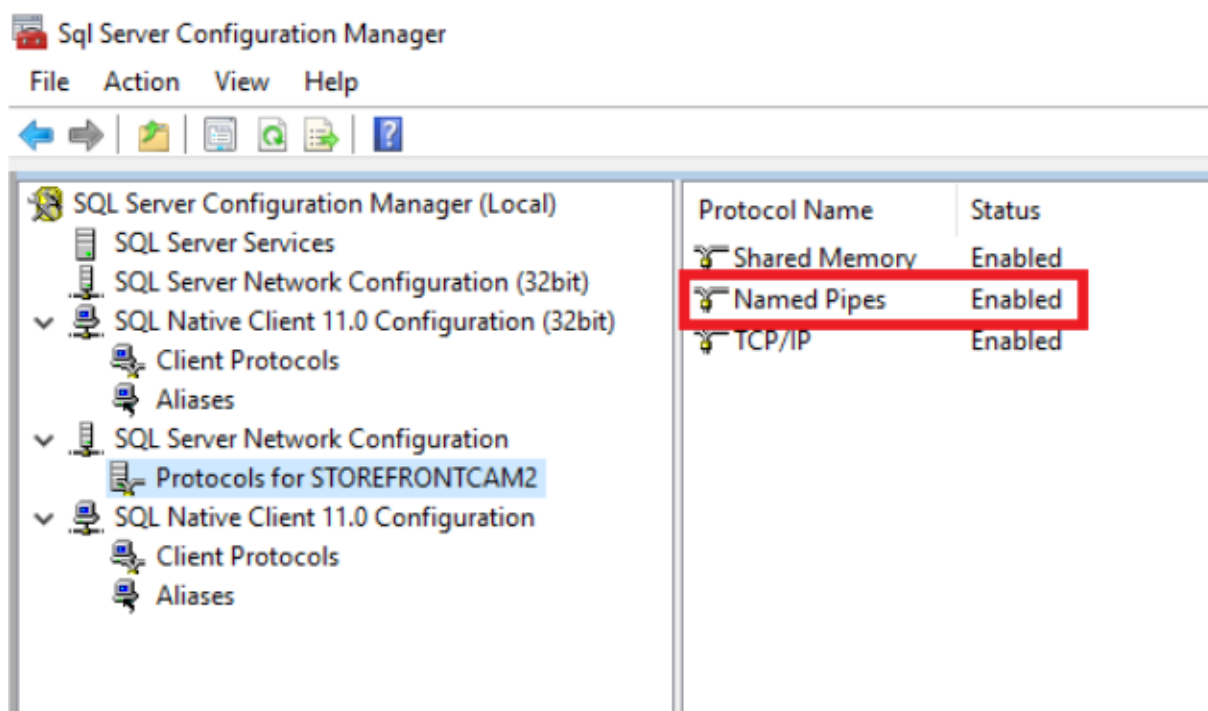 Sql Server Configuration Manager
File Action View Help
SQL Server Configuration Manager (Local)
SQL Server Services
SQL Server Network Configuration (32bit)
SQL Native Client 11.0 Configuration (32bit)
Client Protocols
Aliases
SQL Server Network Configuration
Protocols for STOREFRONTCAM2
SQL Native Client 11.0 Configuration
Client Protocols
Aliases
Protocol Name Status
Shared Memory Enabled
Named Pipes Enabled
TCP/IP Enabled